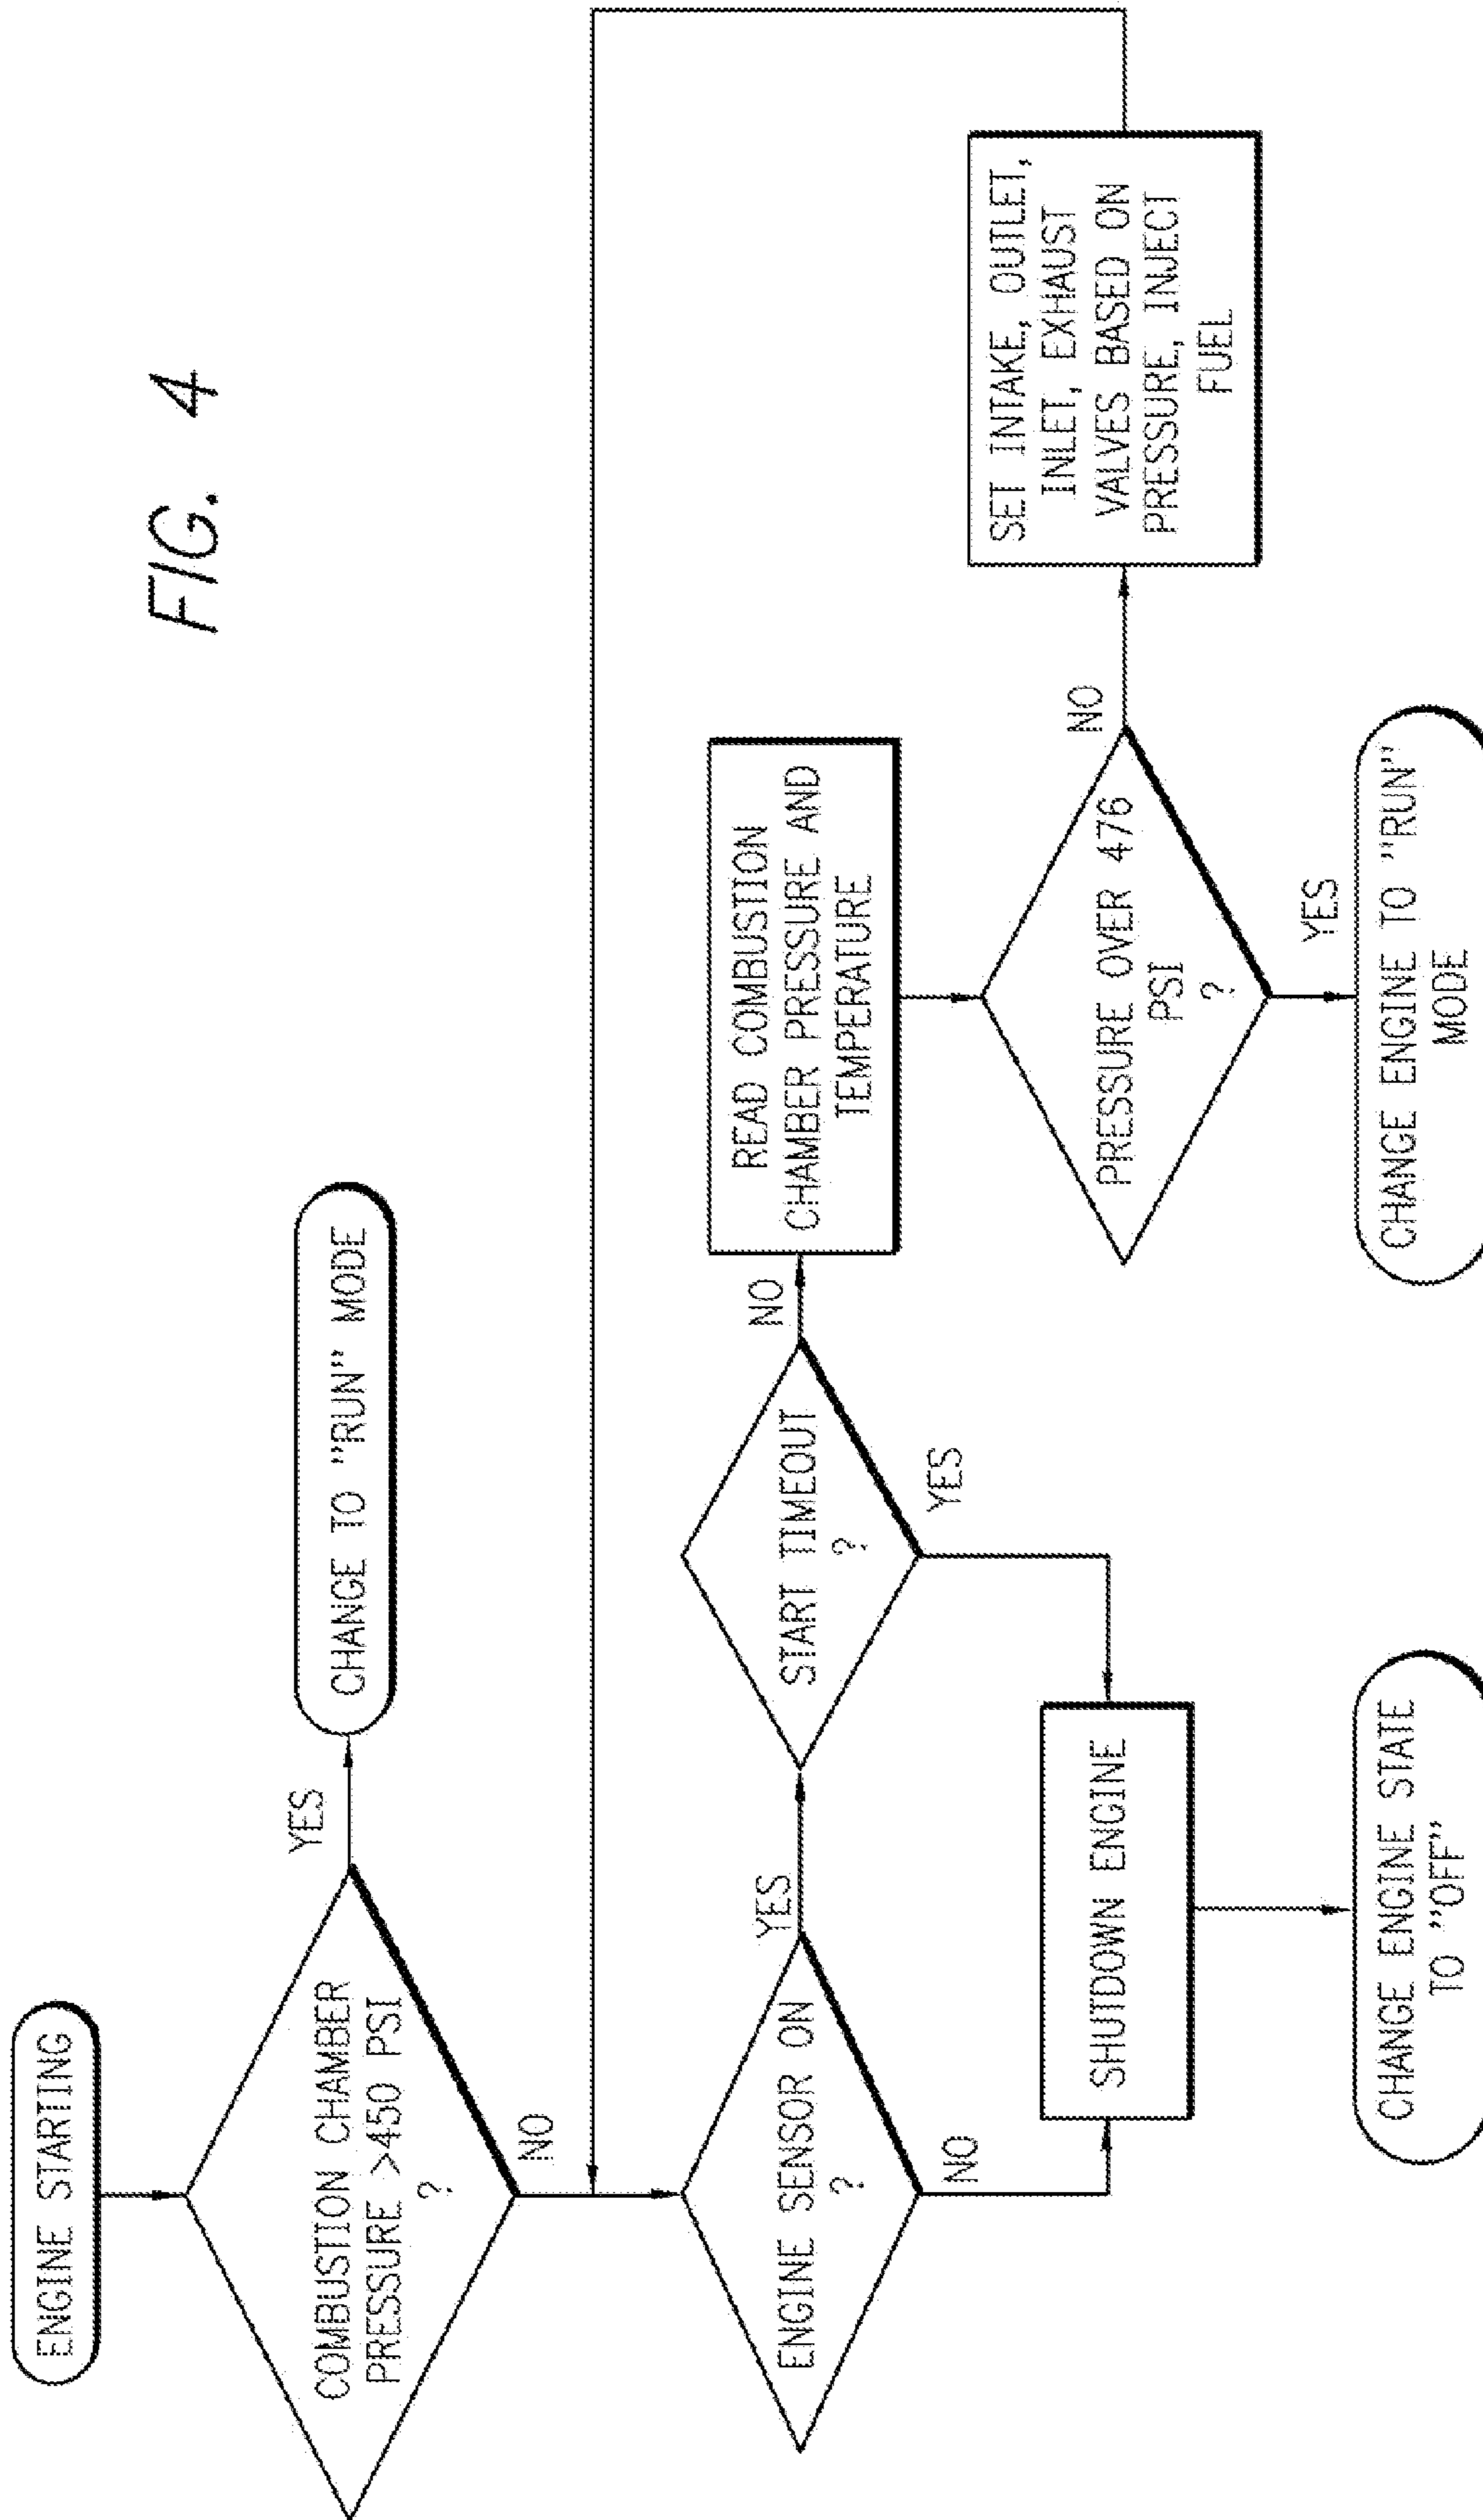 FIG. 4
ENGINE STARTING
COMBUSTION CHAMBER
PRESSURE >450 PSI
?
YES
CHANGE TO "RUN" MODE
NO
ENGINE SENSOR ON
?
YES
START TIMEOUT
?
NO
READ COMBUSTION
CHAMBER PRESSURE AND
TEMPERATURE
NO
YES
SHUTDOWN ENGINE
CHANGE ENGINE STATE
TO "OFF"
PRESSURE OVER 476
PSI
?
NO
SET INTAKE, OUTLET,
INLET, EXHAUST
VALVES BASED ON
PRESSURE, INJECT
FUEL
YES
CHANGE ENGINE TO "RUN"
MODE